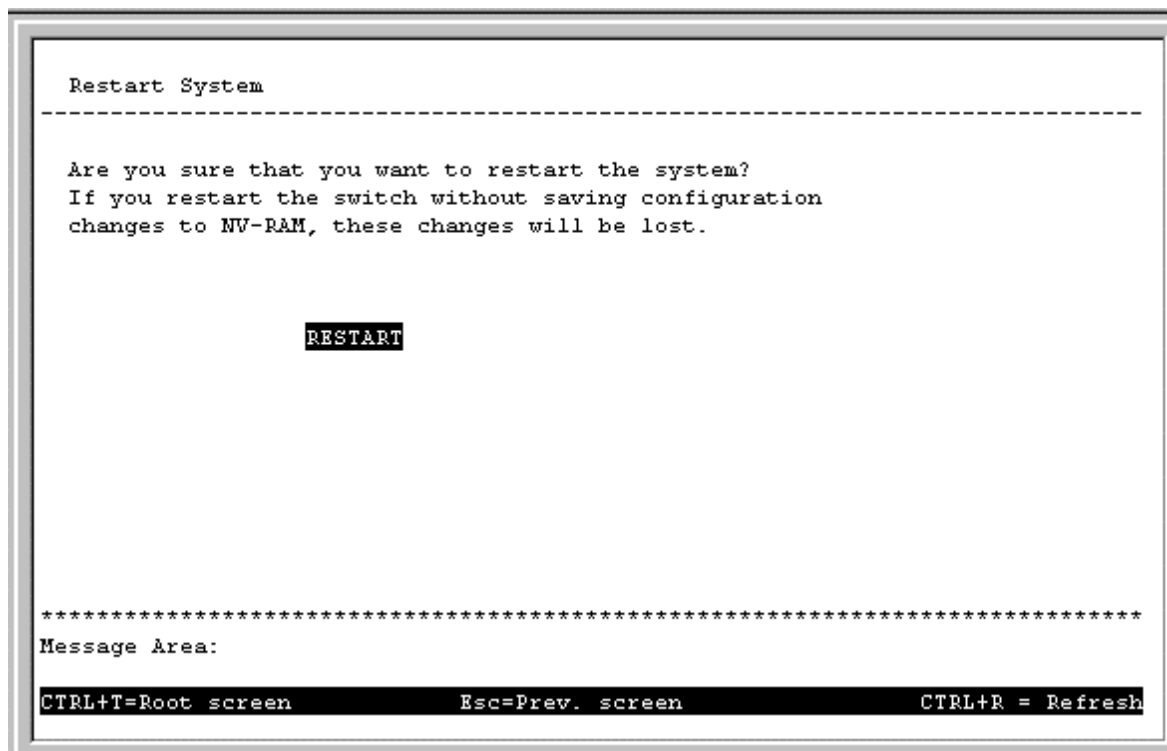 Restart System
--------------------------------------------------------------------------------
Are you sure that you want to restart the system?
If you restart the switch without saving configuration
changes to NV-RAM, these changes will be lost.
RESTART
********************************************************************************
Message Area:
CTRL+T=Root screen Esc=Prev. screen CTRL+R = Refresh